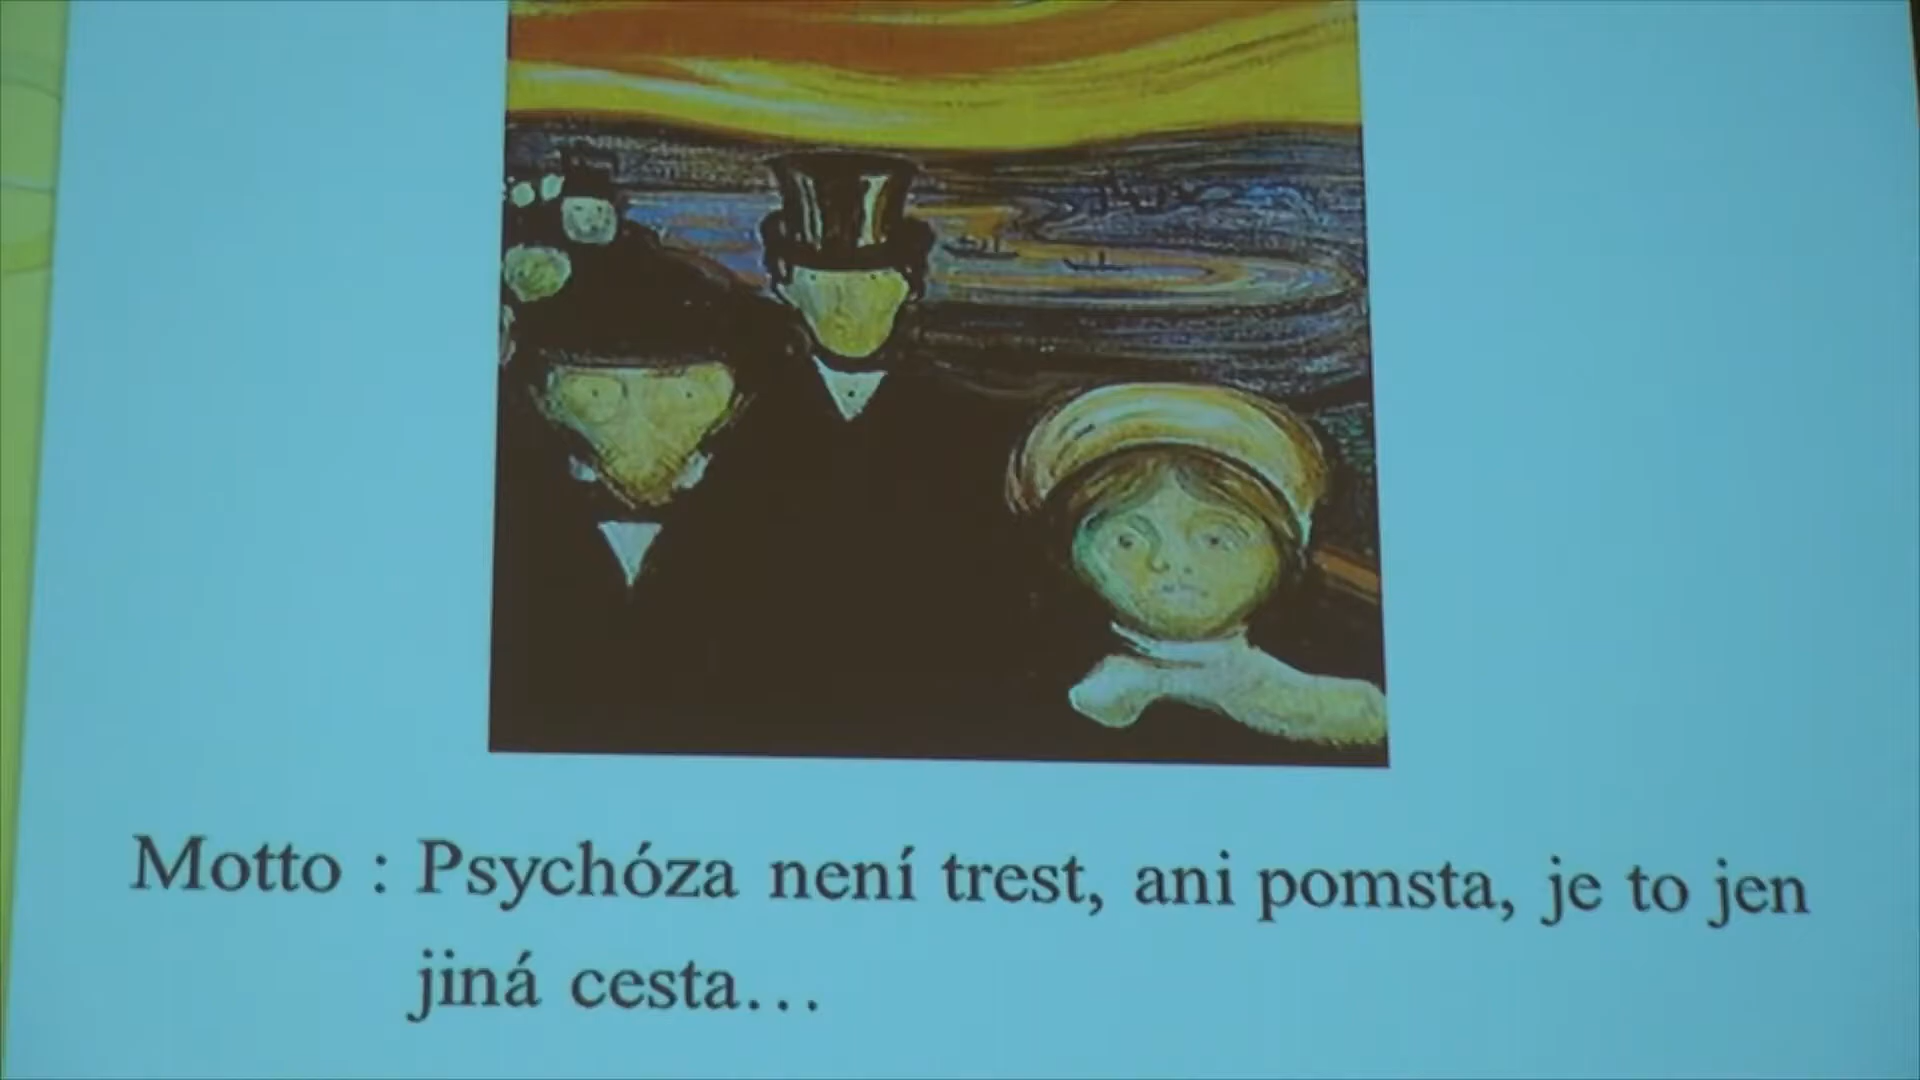 Motto : Psychóza není trest, ani pomsta, je to jen
jiná cesta…